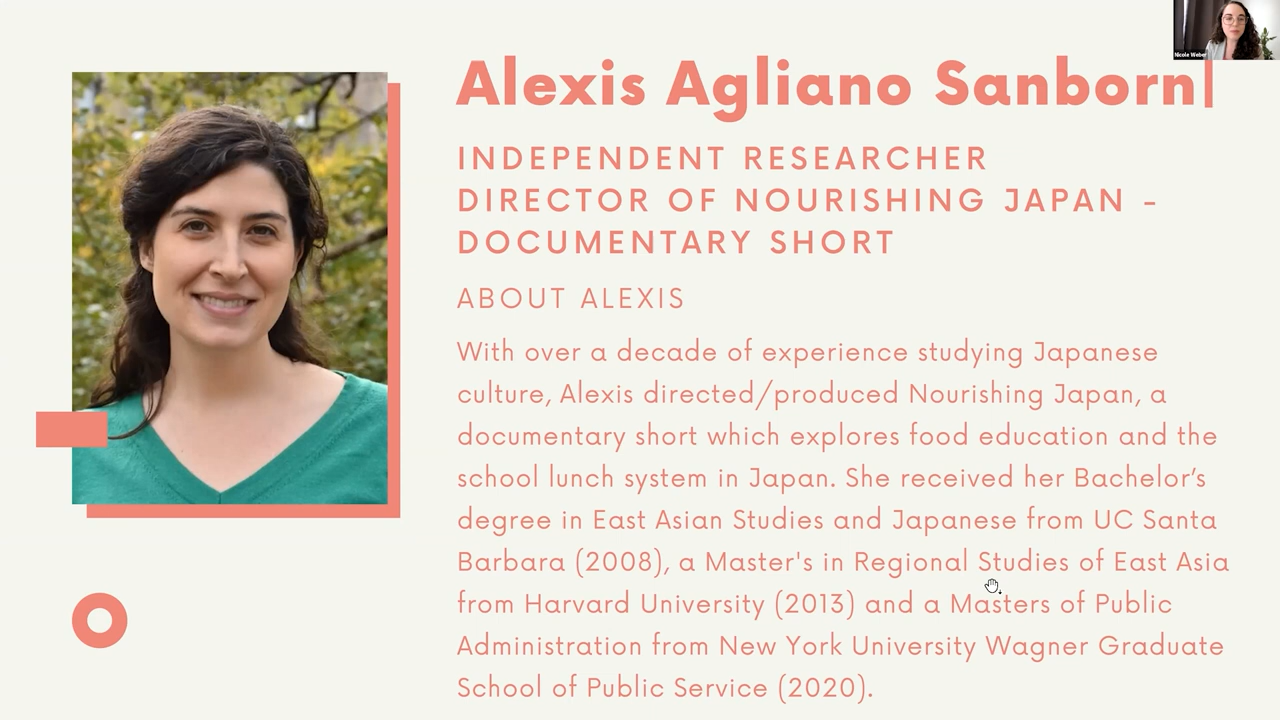 Alexis Agliano Sanborn|
INDEPENDENT RESEARCHER
DIRECTOR OF NOURISHING JAPAN -
DOCUMENTARY SHORT
ABOUT ALEXIS
With over a decade of experience studying Japanese
culture, Alexis directed/produced Nourishing Japan, a
documentary short which explores food education and the
school lunch system in Japan. She received her Bachelor’s
degree in East Asian Studies and Japanese from UC Santa
Barbara (2008), a Master's in Regional Studies of East Asia
from Harvard University (2013) and a Masters of Public
Administration from New York University Wagner Graduate
School of Public Service (2020).
Nicole Weber